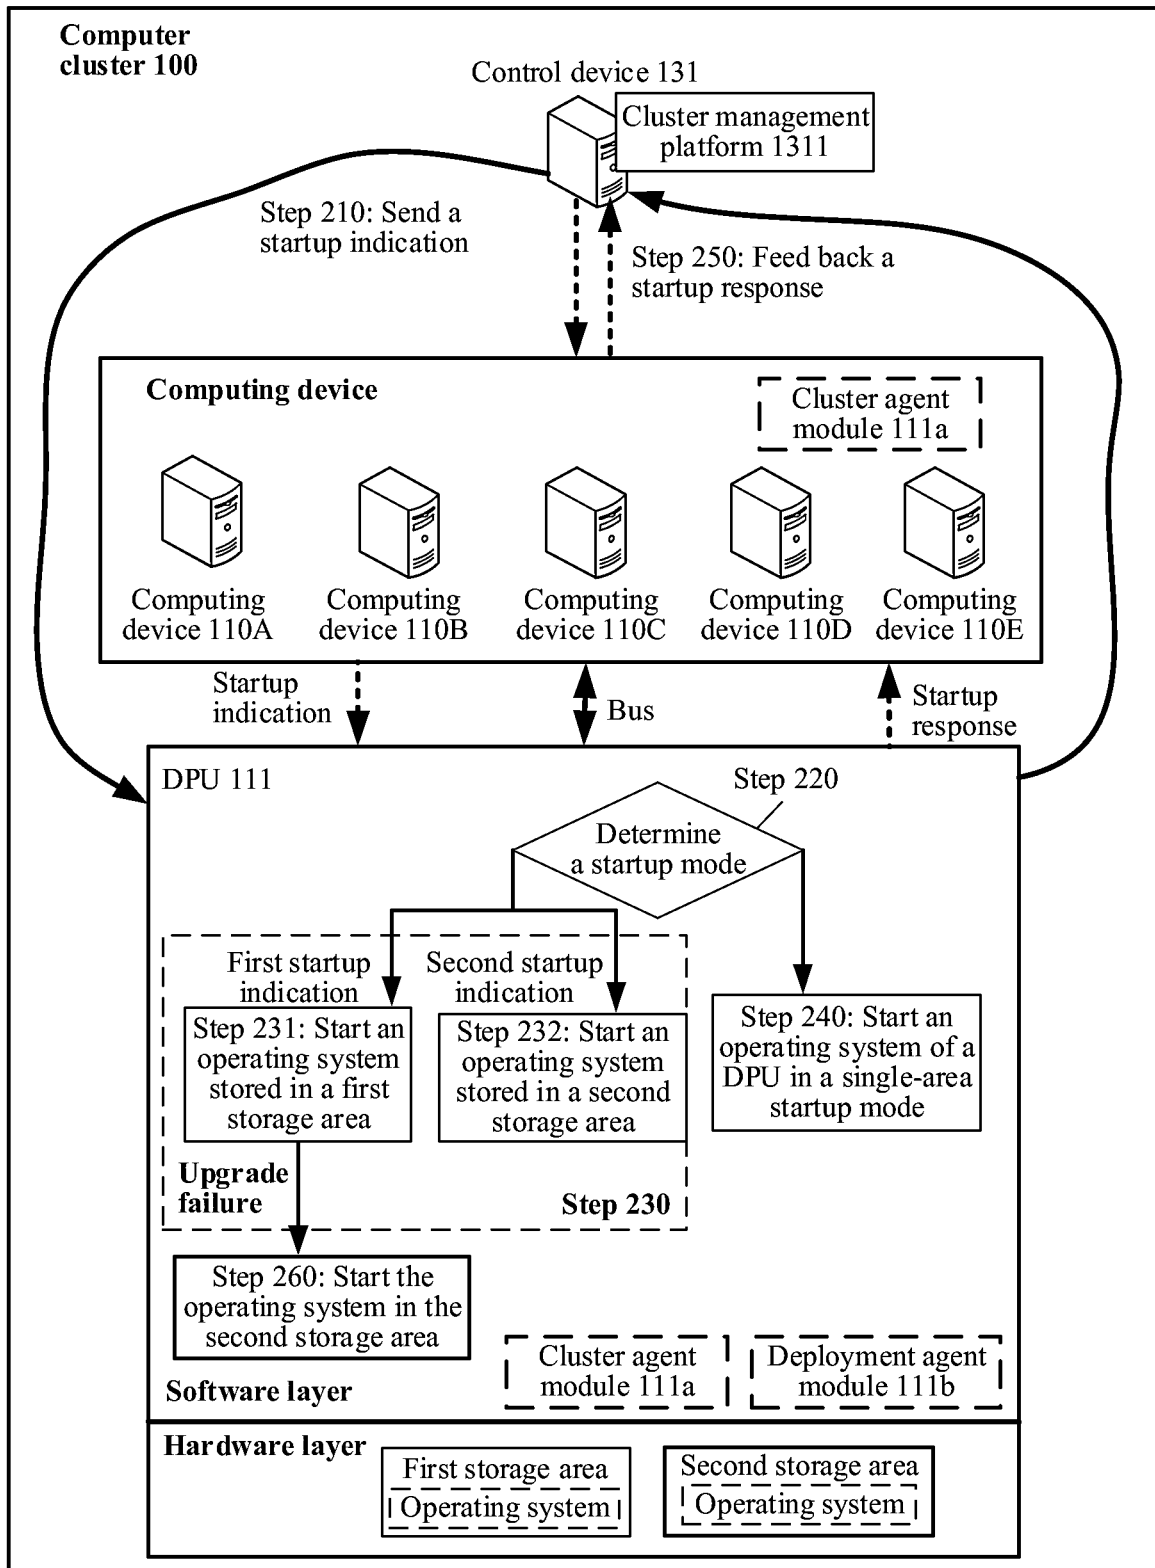 Computer
cluster 100
Control device 131
Cluster management
platform 1311
Step 210: Send a
startup indication
Step 250: Feed back a
startup response
Computing device
Cluster agent
module 111a
Computing
device 110A
Computing
device 110B
Computing
device 110C
Computing
device 110D
Computing
device 110E
Startup
indication
Bus
Startup
response
DPU 111
Step 220
Determine
a startup mode
First startup
indication
Second startup
indication
Step 231: Start an
operating system
stored in a first
storage area
Step 232: Start an
operating system
stored in a second
storage area
Step 240: Start an
operating system of a
DPU in a single-area
startup mode
Upgrade
failure
Step 230
Step 260: Start the
operating system in the
second storage area
Cluster agent
module 111a
Deployment agent
module 111b
Software layer
Hardware layer
First storage area
Operating system
Second storage area
Operating system